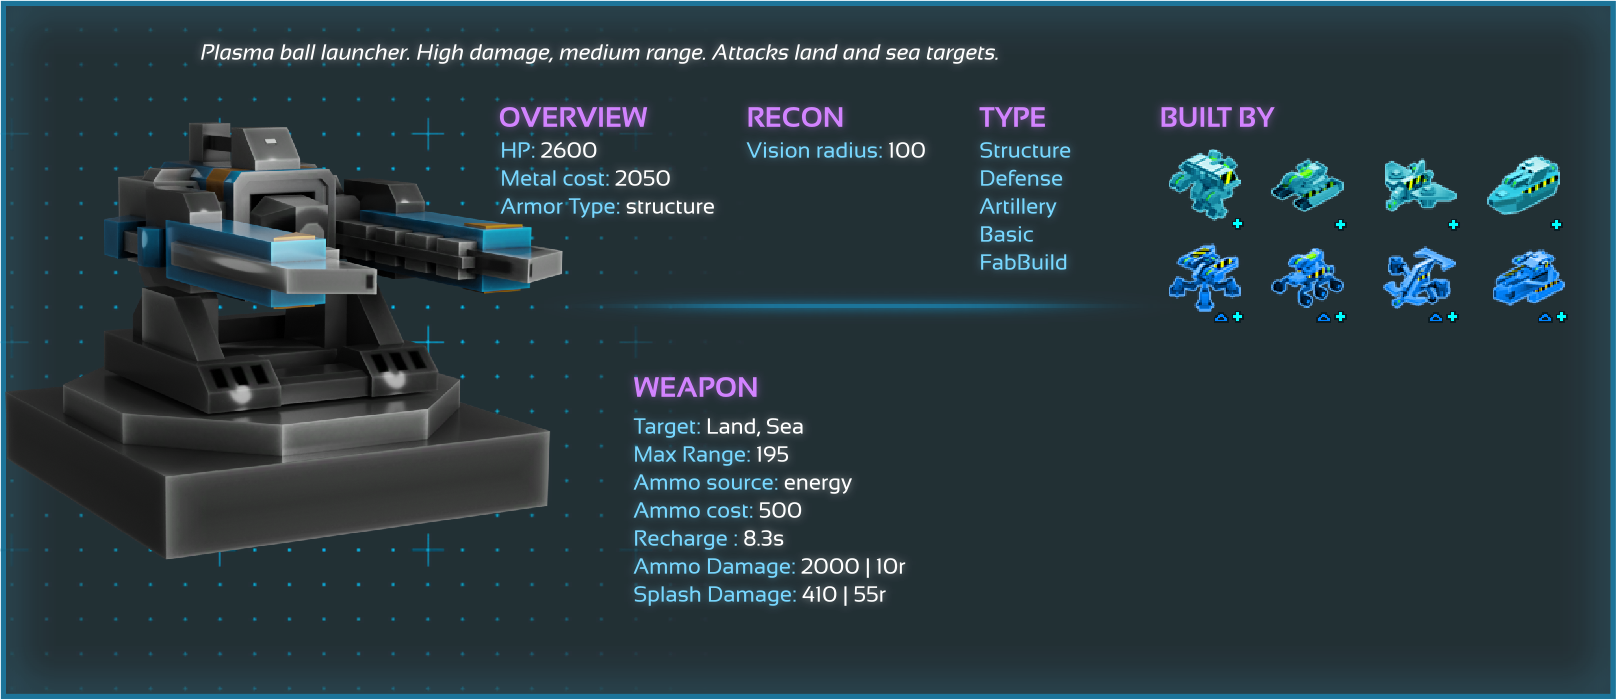 Plasma ball launcher. High damage, medium range. Attacks land and sea targets.
OVERVIEW
HP: 2600
Metal cost: 2050
Armor Type: structure
RECON
Vision radius: 100
TYPE
Structure
Defense
Artillery
Basic
FabBuild
BUILT BY
WEAPON
Target: Land, Sea
Max Range: 195
Ammo source: energy
Ammo cost: 500
Recharge : 8.3s
Ammo Damage: 2000 | 10r
Splash Damage: 410 | 55r